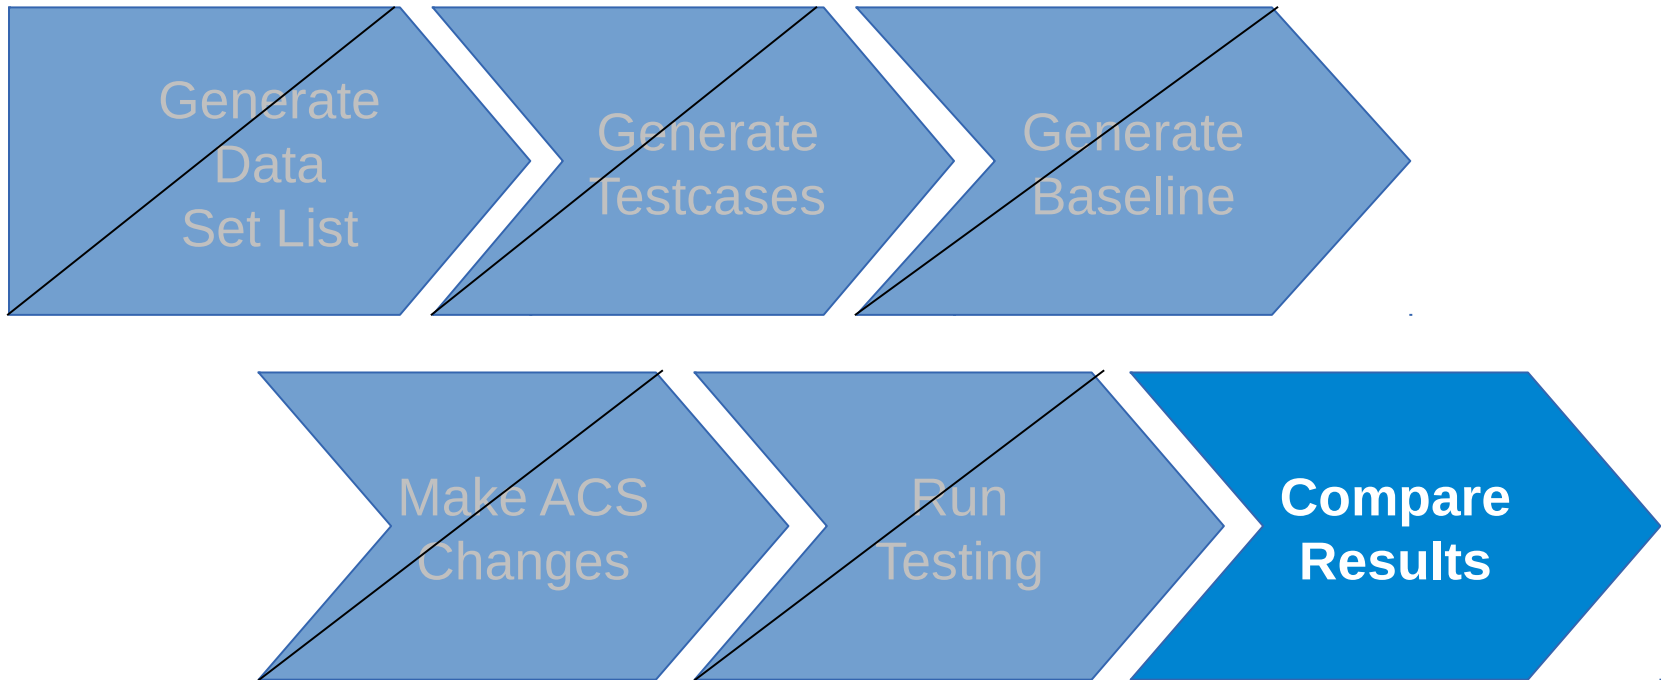 Generate
Data
Set List
Generate
Testcases
Generate
Baseline
Make ACS
Changes
Run
Testing
Compare
Results